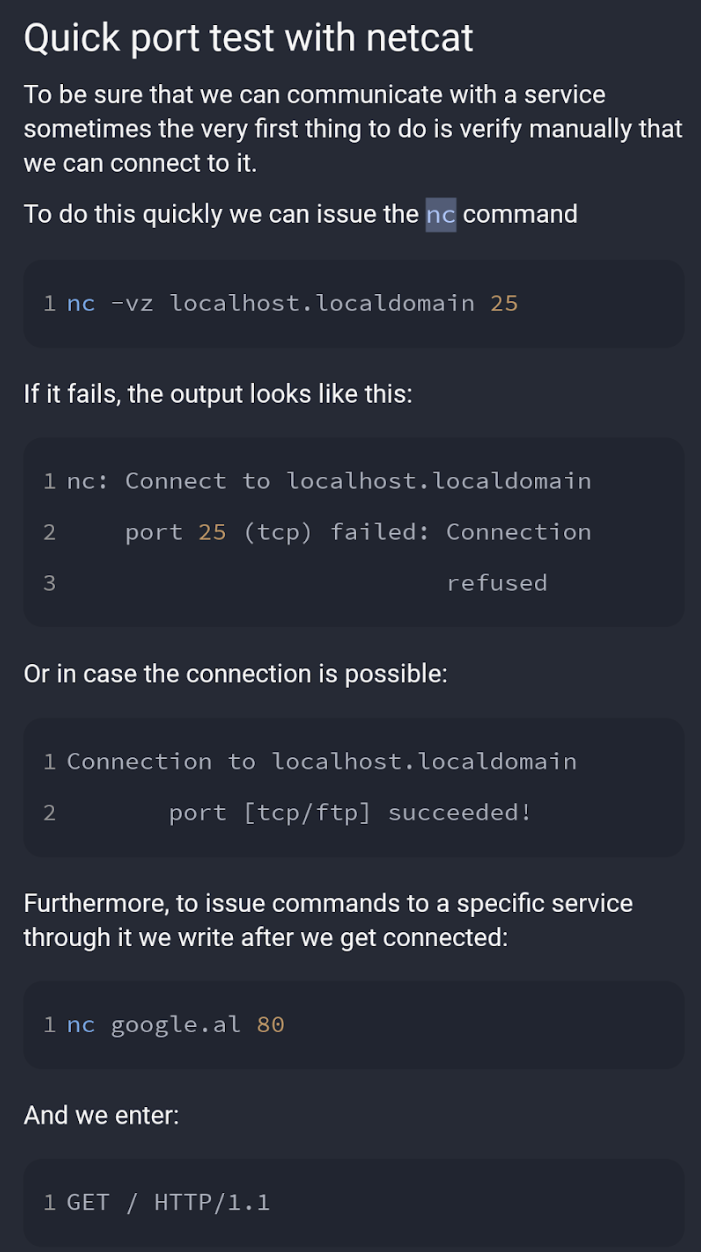 Quick port test with netcat
To be sure that we can communicate with a service
sometimes the very first thing to do is verify manually that
we can connect to it.
To do this quickly we can issue the nc command
1 nc -vz localhost.localdomain 25
If it fails, the output looks like this:
1 nc: Connect to localhost.localdomain
2     port 25 (tcp) failed: Connection
3                           refused
Or in case the connection is possible:
1 Connection to localhost.localdomain
2        port [tcp/ftp] succeeded!
Furthermore, to issue commands to a specific service
through it we write after we get connected:
1 nc google.al 80
And we enter:
1 GET / HTTP/1.1